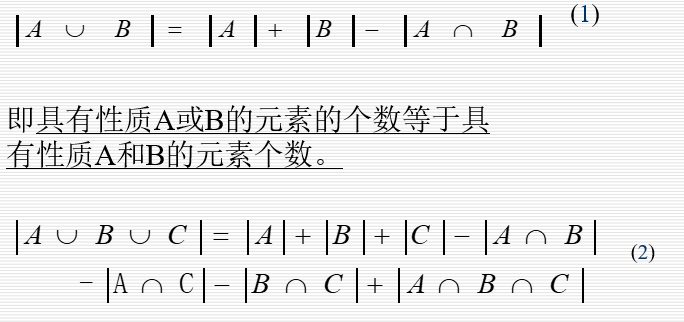 |A ∪ B| = |A| + |B| − |A ∩ B| (1)
即具有性质A或B的元素的个数等于具
有性质A和B的元素个数。
|A ∪ B ∪ C| = |A| + |B| + |C| − |A ∩ B| (2)
− |A ∩ C| − |B ∩ C| + |A ∩ B ∩ C|